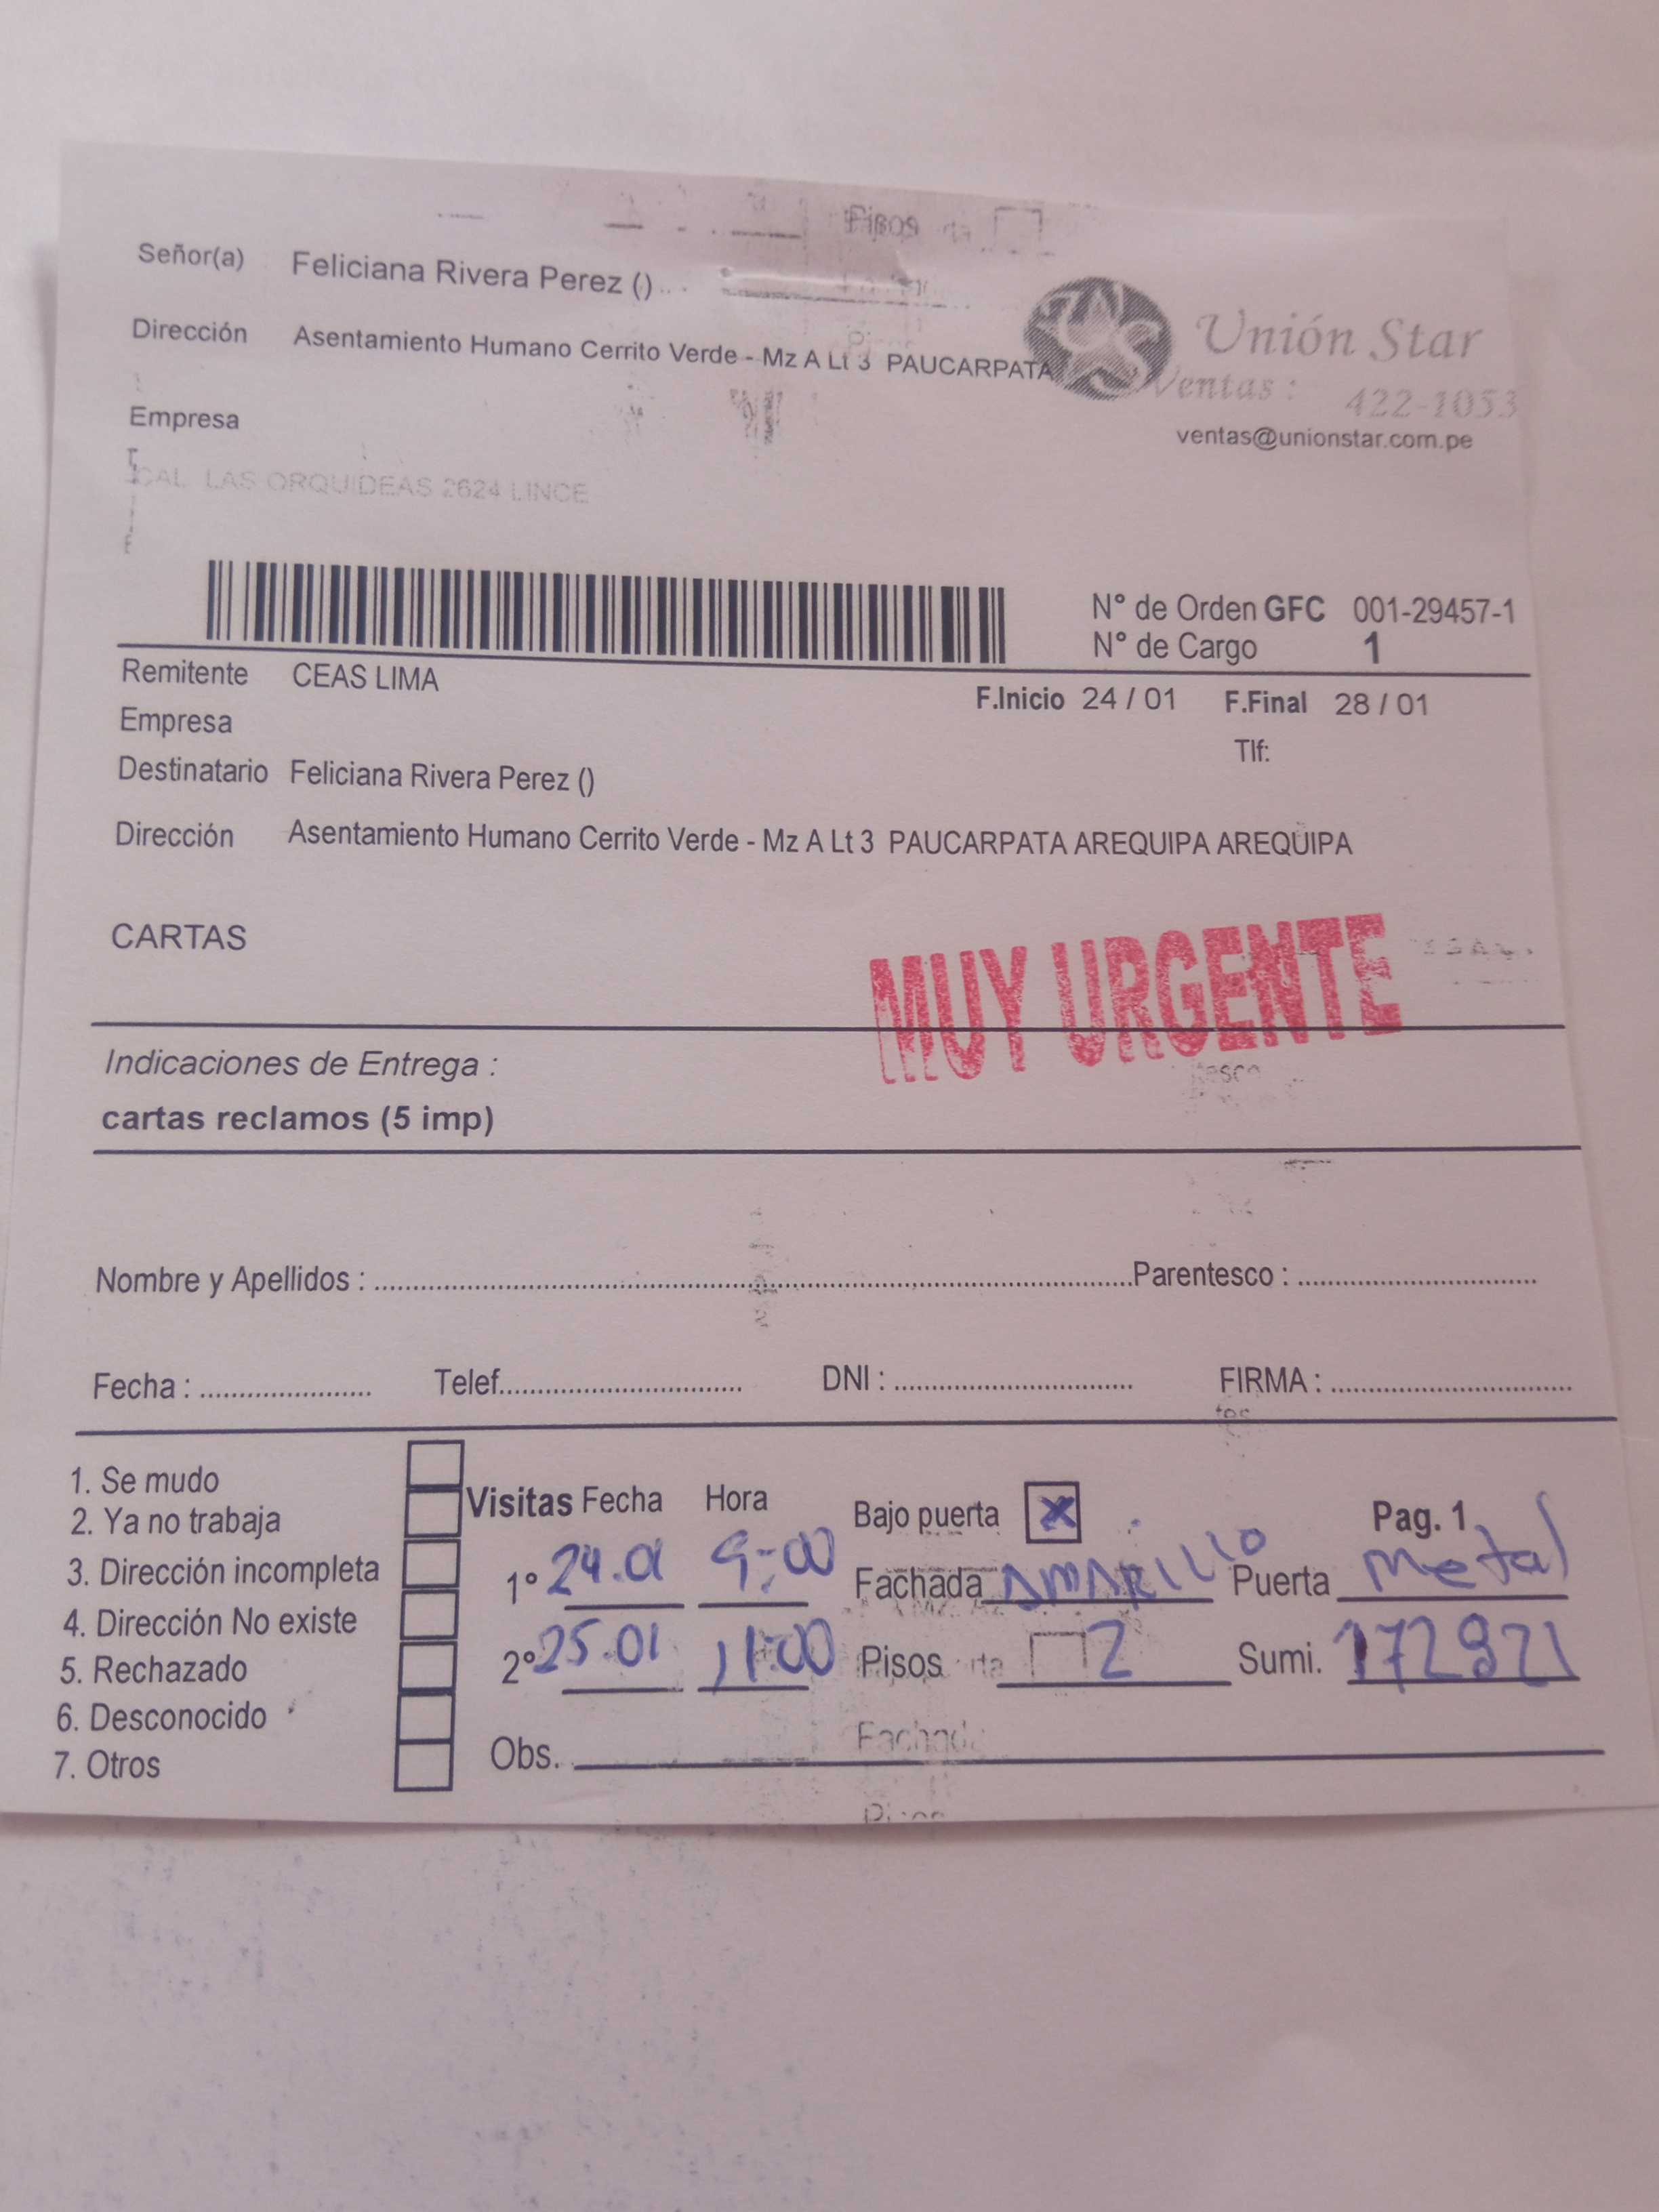 Pisos
Señor(a) Feliciana Rivera Perez ()
Dirección Asentamiento Humano Cerrito Verde - Mz A Lt 3 PAUCARPATA
Unión Star
Ventas : 422-1053
ventas@unionstar.com.pe
Empresa
CAL LAS ORQUIDEAS 2624 LINCE
N° de Orden GFC 001-29457-1
N° de Cargo 1
Remitente CEAS LIMA
F.Inicio 24 / 01 F.Final 28 / 01
Empresa
Tlf:
Destinatario Feliciana Rivera Perez ()
Dirección Asentamiento Humano Cerrito Verde - Mz A Lt 3 PAUCARPATA AREQUIPA AREQUIPA
CARTAS
MUY URGENTE
Indicaciones de Entrega :
cartas reclamos (5 imp)
Nombre y Apellidos : Parentesco :
Fecha : Telef. DNI : FIRMA :
1. Se mudo
2. Ya no trabaja
3. Dirección incompleta
4. Dirección No existe
5. Rechazado
6. Desconocido
7. Otros
Visitas Fecha Hora
1° 24.01 9:00
2° 25.01 11:00
Obs.
Bajo puerta X Pag. 1
Fachada AMARILLO Puerta Metal
Pisos 2 Sumi. 172821
Fachada